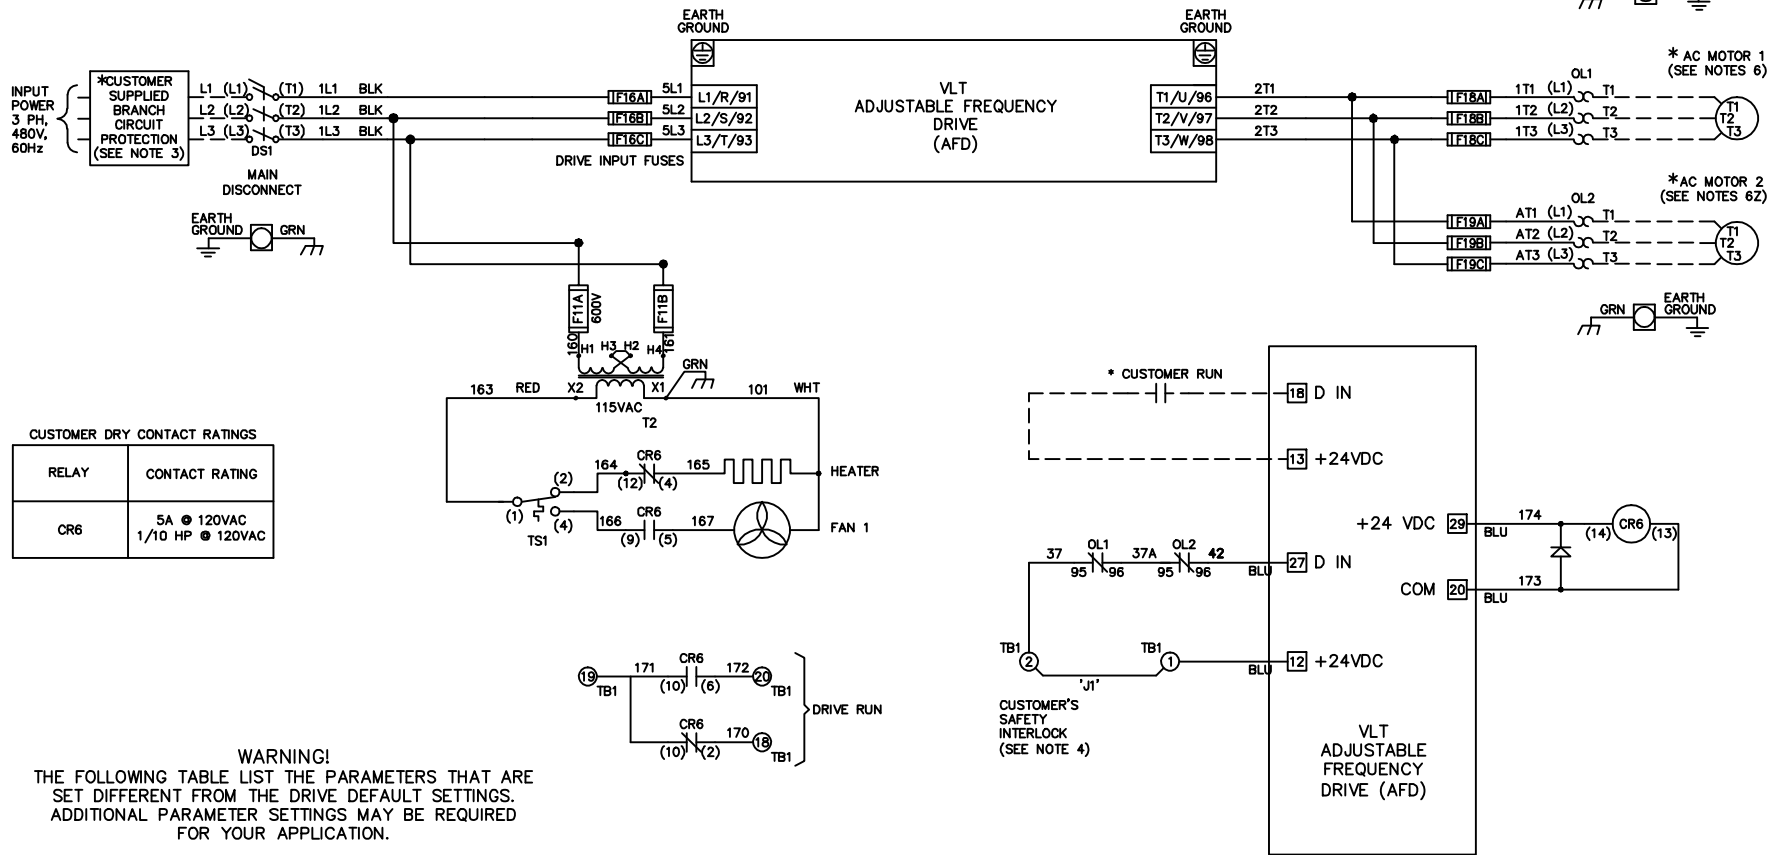 EARTH
GROUND
EARTH
GROUND
INPUT
POWER
3 PH,
480V,
60Hz
*CUSTOMER
SUPPLIED
BRANCH
CIRCUIT
PROTECTION
(SEE NOTE 3)
L1 (L1) (T1) 1L1 BLK
L2 (L2) (T2) 1L2 BLK
L3 (L3) (T3) 1L3 BLK
DS1
MAIN
DISCONNECT
EARTH
GROUND GRN
F16A 5L1 L1/R/91
F16B 5L2 L2/S/92
F16C 5L3 L3/T/93
DRIVE INPUT FUSES
VLT
ADJUSTABLE FREQUENCY
DRIVE
(AFD)
T1/U/96 2T1
T2/V/97 2T2
T3/W/98 2T3
* AC MOTOR 1
(SEE NOTES 6)
OL1
F18A 1T1 (L1) T1 T1
F18B 1T2 (L2) T2 T2
F18C 1T3 (L3) T3 T3
* AC MOTOR 2
(SEE NOTES 6Z)
OL2
F19A AT1 (L1) T1 T1
F19B AT2 (L2) T2 T2
F19C AT3 (L3) T3 T3
GRN EARTH
GROUND
F11A 600V F11B
160 H1 H3 H2 H4 161
GRN
163 RED X2 X1 101 WHT
115VAC
T2
CR6
164 165 HEATER
(2) (12) (4)
(1) TS1 (4)
CR6
166 167 FAN 1
(9) (5)
CUSTOMER DRY CONTACT RATINGS
RELAY CONTACT RATING
CR6 5A @ 120VAC
1/10 HP @ 120VAC
* CUSTOMER RUN
18 D IN
13 +24VDC
+24 VDC 29 174
BLU (14) CR6 (13)
37 OL1 37A OL2 42
95 96 95 96 BLU 27 D IN
COM 20 173
BLU
TB1 2 TB1 1 BLU 12 +24VDC
'J1'
CUSTOMER'S
SAFETY
INTERLOCK
(SEE NOTE 4)
VLT
ADJUSTABLE
FREQUENCY
DRIVE (AFD)
CR6
19 171 172 20
TB1 (10) (6) TB1
DRIVE RUN
CR6
170 18
(10) (2) TB1
WARNING!
THE FOLLOWING TABLE LIST THE PARAMETERS THAT ARE
SET DIFFERENT FROM THE DRIVE DEFAULT SETTINGS.
ADDITIONAL PARAMETER SETTINGS MAY BE REQUIRED
FOR YOUR APPLICATION.